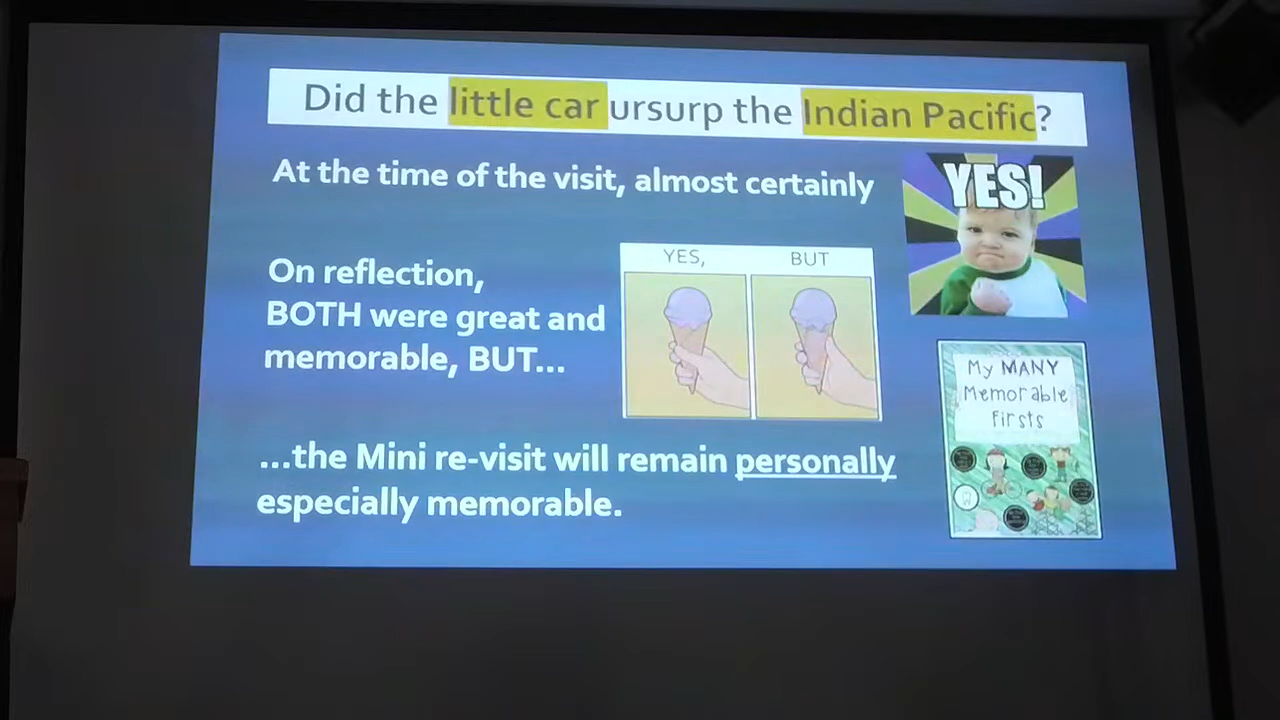 Did the little car ursurp the Indian Pacific?
At the time of the visit, almost certainly
YES!
On reflection,
BOTH were great and
memorable, BUT...
YES,
BUT
My MANY
Memorable
Firsts
...the Mini re-visit will remain personally
especially memorable.